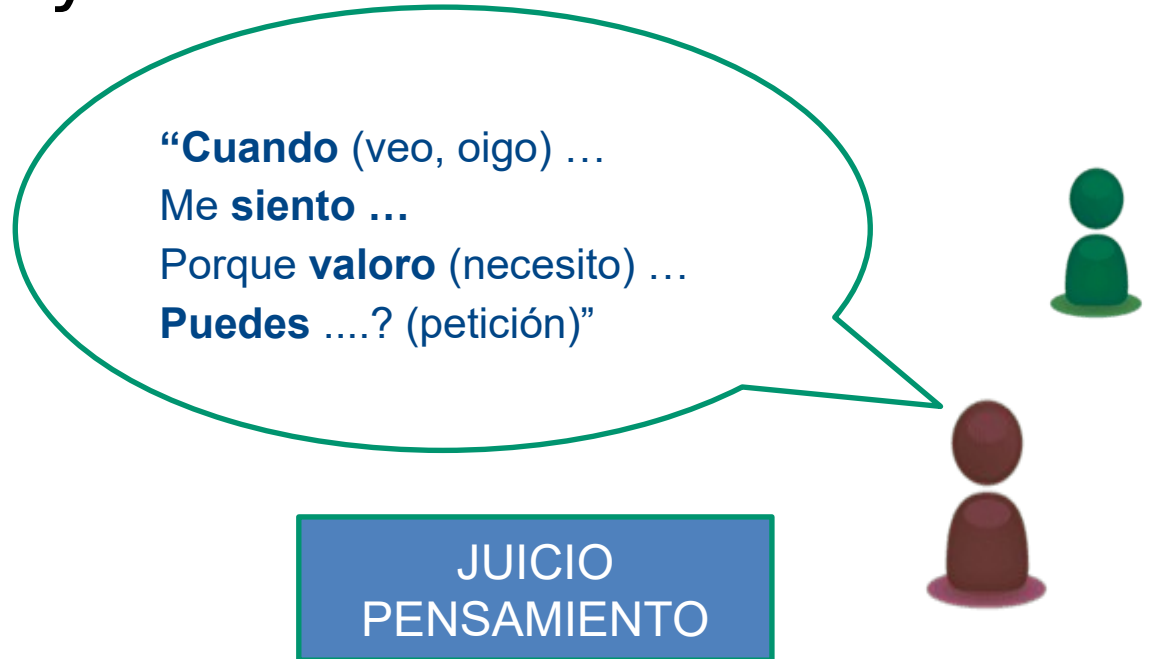 “Cuando (veo, oigo) …
Me siento …
Porque valoro (necesito) …
Puedes ....? (petición)”
JUICIO
PENSAMIENTO